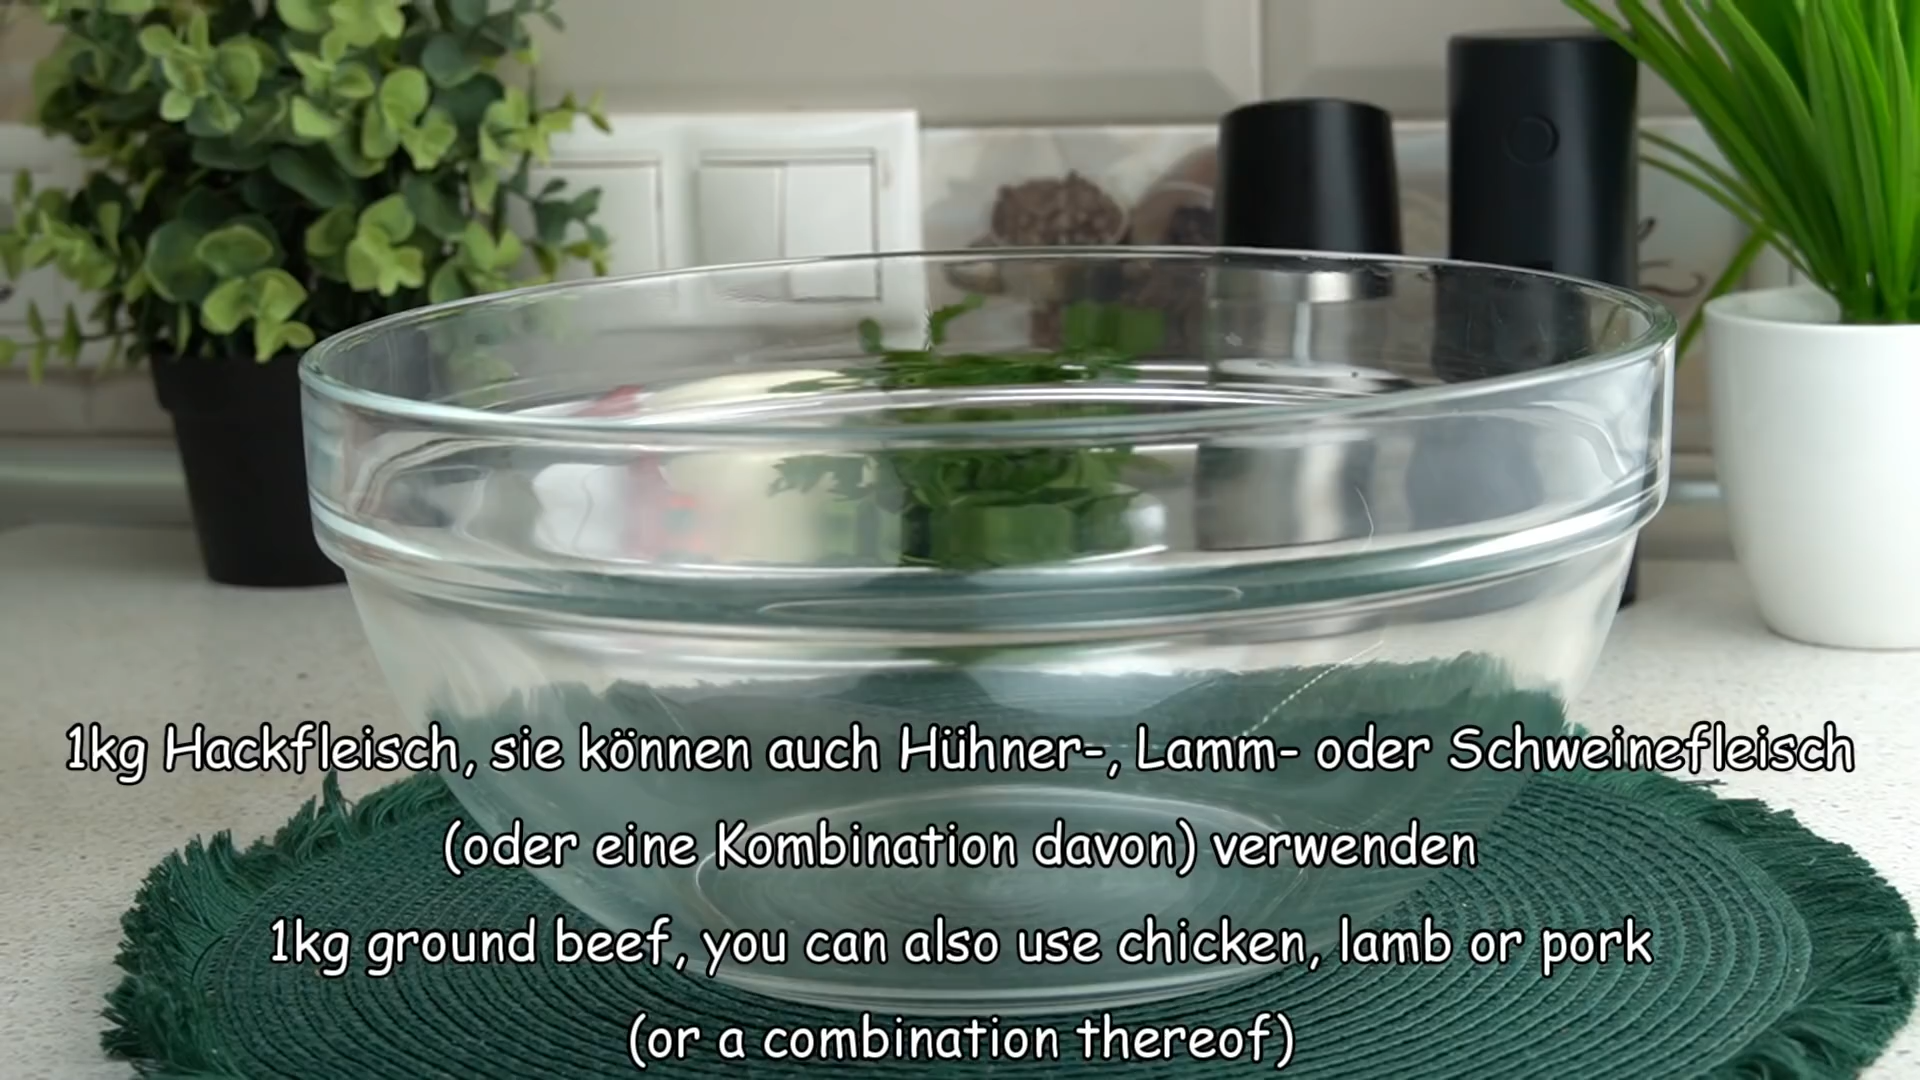 1kg Hackfleisch, sie können auch Hühner-, Lamm- oder Schweinefleisch
(oder eine Kombination davon) verwenden
1kg ground beef, you can also use chicken, lamb or pork
(or a combination thereof)